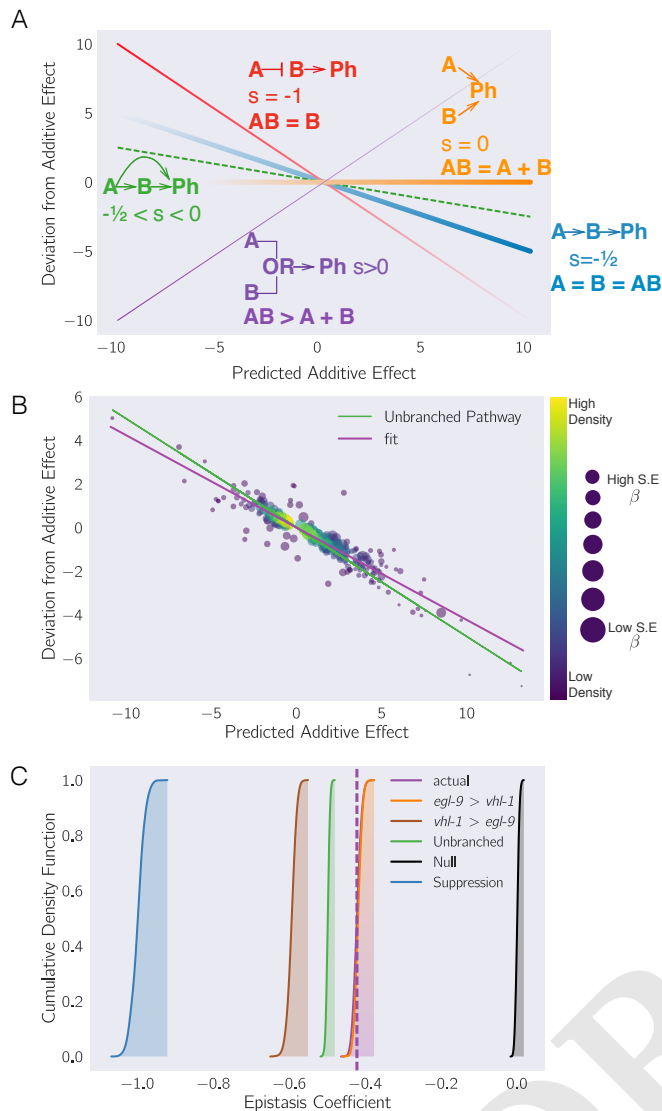 A
Deviation from Additive Effect
10
5
0
−5
−10
A B Ph
s = -1
AB = B
A
Ph
B
s = 0
AB = A + B
A B Ph
-½ < s < 0
A
OR Ph s>0
B
AB > A + B
A B Ph
s=-½
A = B = AB
−10 −5 0 5 10
Predicted Additive Effect
B
Deviation from Additive Effect
6
4
2
0
−2
−4
−6
Unbranched Pathway
fit
−10 −5 0 5 10
Predicted Additive Effect
High
Density
Low
Density
High S.E
β
Low S.E
β
C
Cumulative Density Function
1.0
0.8
0.6
0.4
0.2
0.0
actual
egl-9 > vhl-1
vhl-1 > egl-9
Unbranched
Null
Suppression
−1.0 −0.8 −0.6 −0.4 −0.2 0.0
Epistasis Coefficient